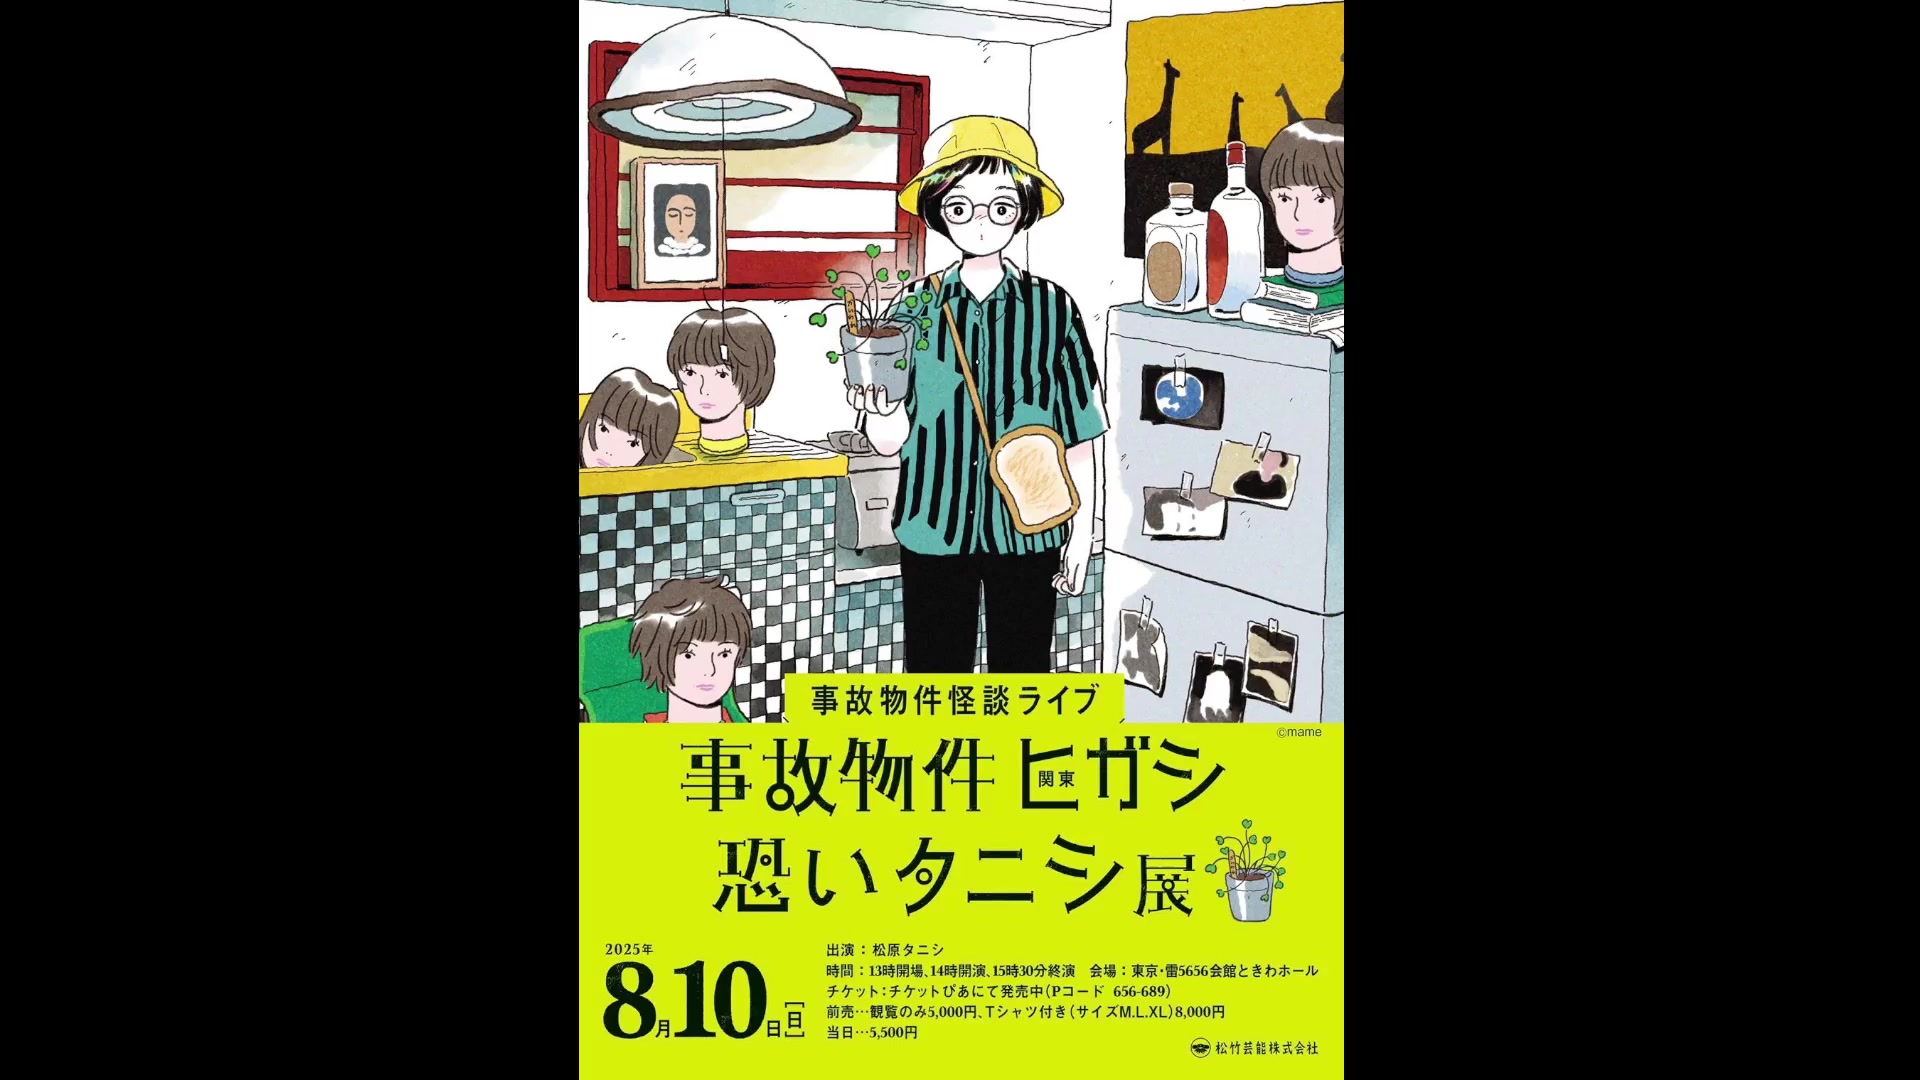 事故物件怪談ライブ
©mame
事故物件 ヒガシ
関東
恐いタニシ展
2025年
8月10日[日]
出演：松原タニシ
時間：13時開場、14時開演、15時30分終演　会場：東京・雷5656会館ときわホール
チケット：チケットぴあにて発売中（Pコード 656-689）
前売…観覧のみ5,000円、Tシャツ付き（サイズM.L.XL）8,000円
当日…5,500円
松竹芸能株式会社